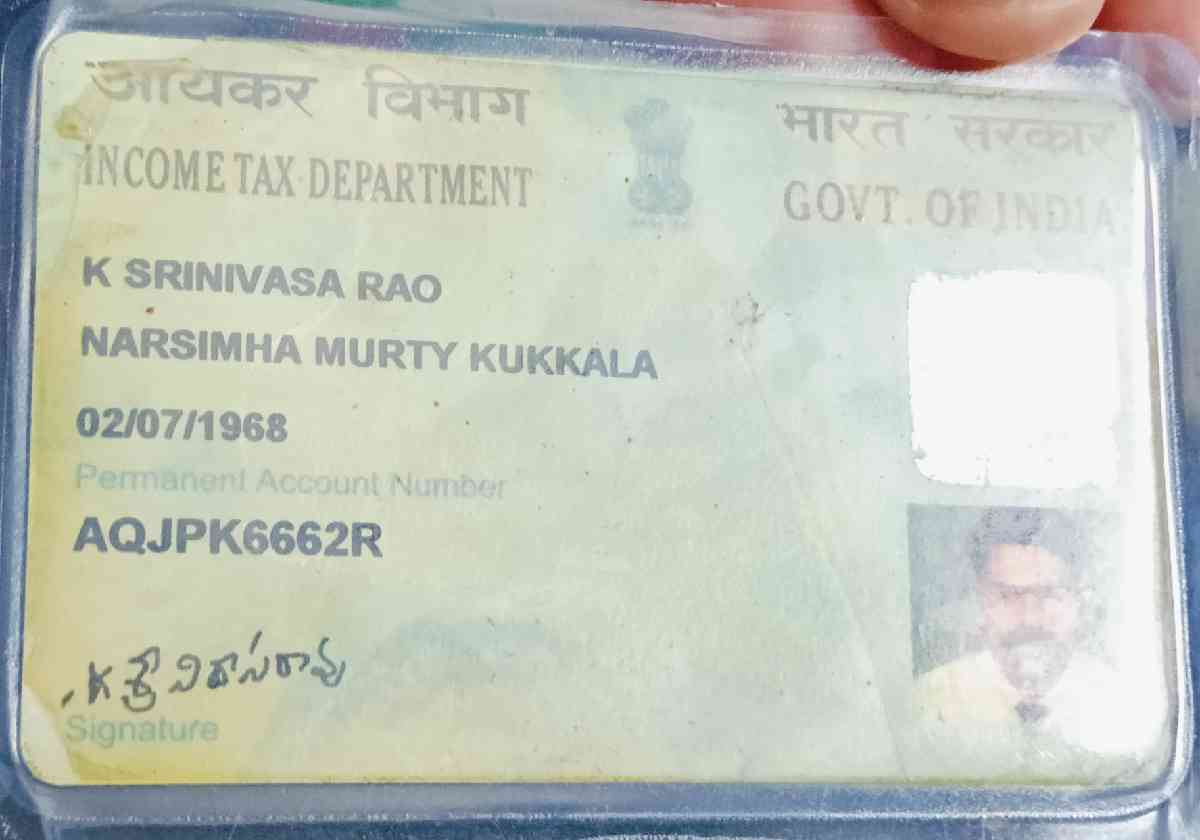 आयकर विभाग
भारत सरकार
INCOME TAX DEPARTMENT
GOVT. OF INDIA
K SRINIVASA RAO
NARSIMHA MURTY KUKKALA
02/07/1968
Permanent Account Number
AQJPK6662R
K శ్రీనివాసరావు
Signature